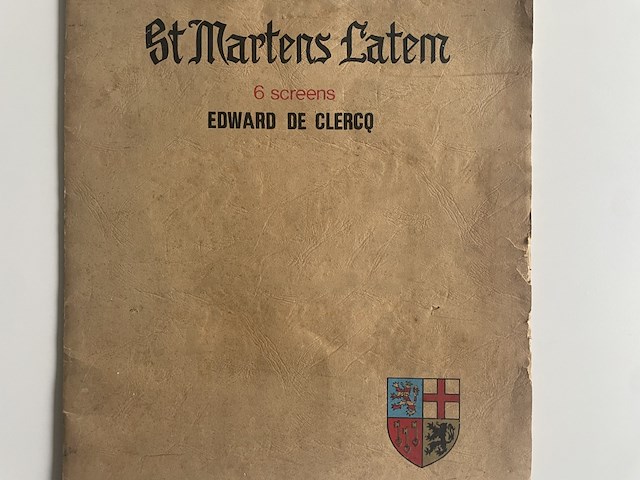 St Martens Latem
6 screens
EDWARD DE CLERCQ